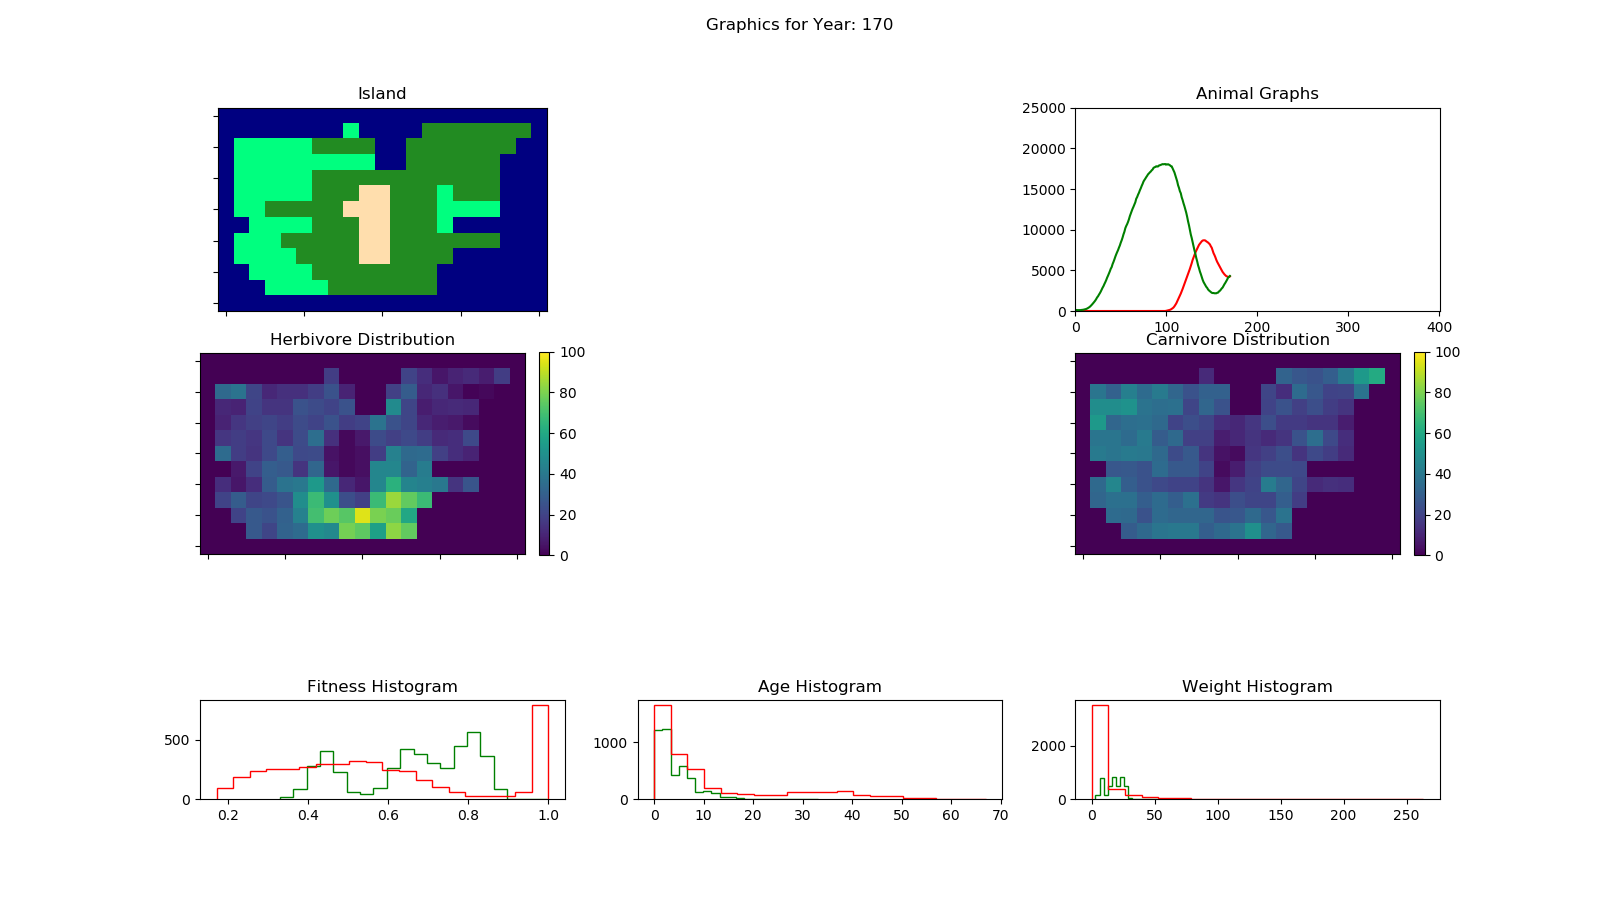 Graphics for Year: 170
Island
Animal Graphs
25000
20000
15000
10000
5000
0
0 100 200 300 400
Herbivore Distribution
100
80
60
40
20
0
Carnivore Distribution
100
80
60
40
20
0
Fitness Histogram
500
0
0.2 0.4 0.6 0.8 1.0
Age Histogram
1000
0
0 10 20 30 40 50 60 70
Weight Histogram
2000
0
0 50 100 150 200 250